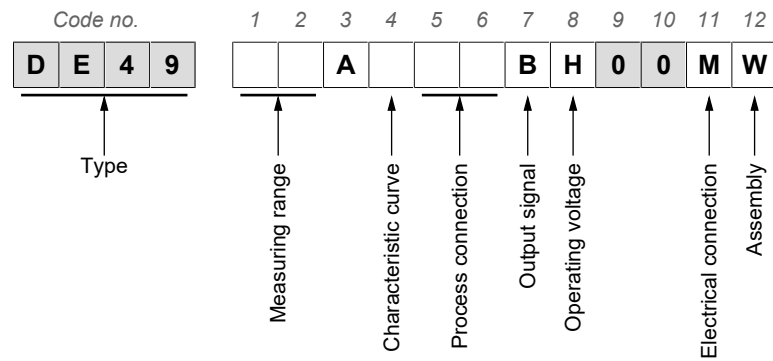 Code no. 1 2 3 4 5 6 7 8 9 10 11 12
D E 4 9 A B H 0 0 M W
Type
Measuring range
Characteristic curve
Process connection
Output signal
Operating voltage
Electrical connection
Assembly